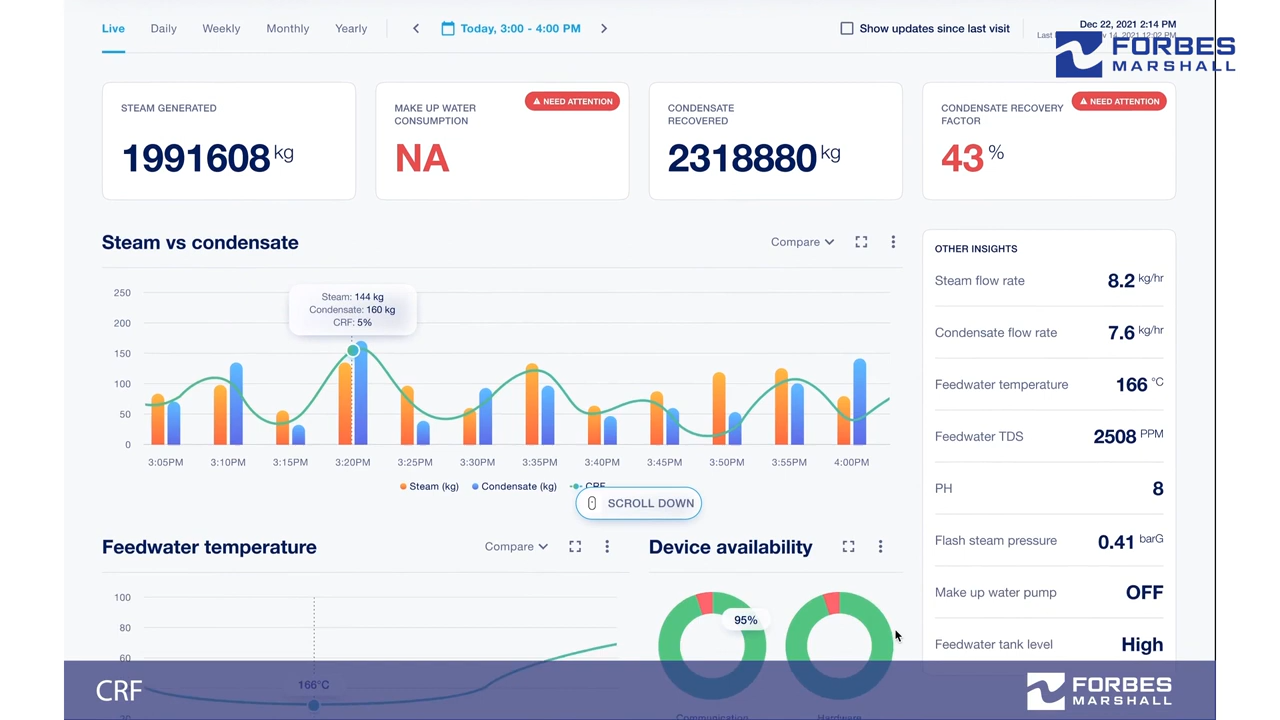 Live
Daily
Weekly
Monthly
Yearly
Today, 3:00 - 4:00 PM
Show updates since last visit
Dec 22, 2021 2:14 PM
FORBES
MARSHALL
STEAM GENERATED
1991608 kg
MAKE UP WATER
CONSUMPTION
NEED ATTENTION
NA
CONDENSATE
RECOVERED
2318880 kg
CONDENSATE RECOVERY
FACTOR
NEED ATTENTION
43 %
Steam vs condensate
Compare
250
200
150
100
50
0
Steam: 144 kg
Condensate: 160 kg
CRF: 5%
3:05PM
3:10PM
3:15PM
3:20PM
3:25PM
3:30PM
3:35PM
3:40PM
3:45PM
3:50PM
3:55PM
4:00PM
Steam (kg)
Condensate (kg)
CRF
SCROLL DOWN
OTHER INSIGHTS
Steam flow rate 8.2 kg/hr
Condensate flow rate 7.6 kg/hr
Feedwater temperature 166 °C
Feedwater TDS 2508 PPM
PH 8
Flash steam pressure 0.41 barG
Make up water pump OFF
Feedwater tank level High
Feedwater temperature
Compare
100
80
60
166°C
Device availability
95%
Communication
Hardware
CRF
FORBES
MARSHALL